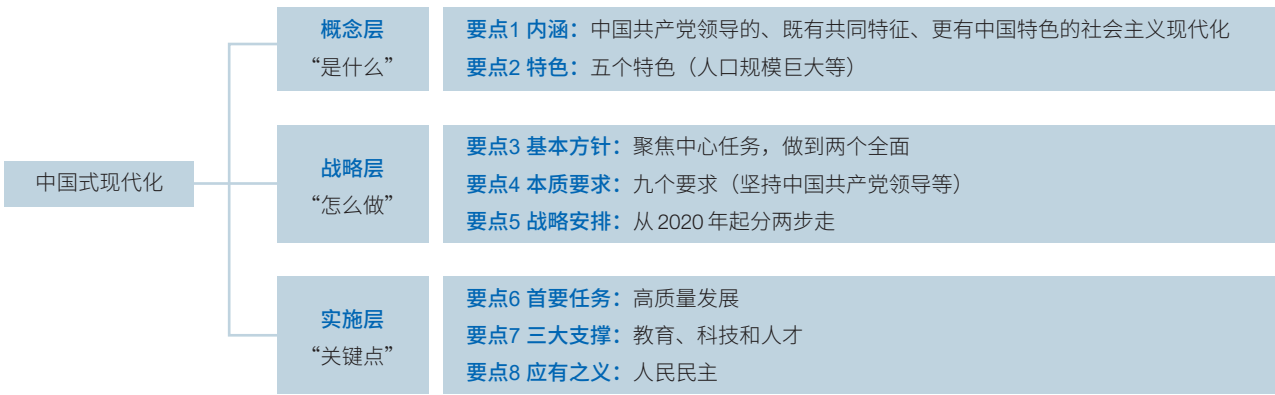 中国式现代化
概念层
“是什么”
要点1 内涵：中国共产党领导的、既有共同特征、更有中国特色的社会主义现代化
要点2 特色：五个特色（人口规模巨大等）
战略层
“怎么做”
要点3 基本方针：聚焦中心任务，做到两个全面
要点4 本质要求：九个要求（坚持中国共产党领导等）
要点5 战略安排：从2020年起分两步走
实施层
“关键点”
要点6 首要任务：高质量发展
要点7 三大支撑：教育、科技和人才
要点8 应有之义：人民民主